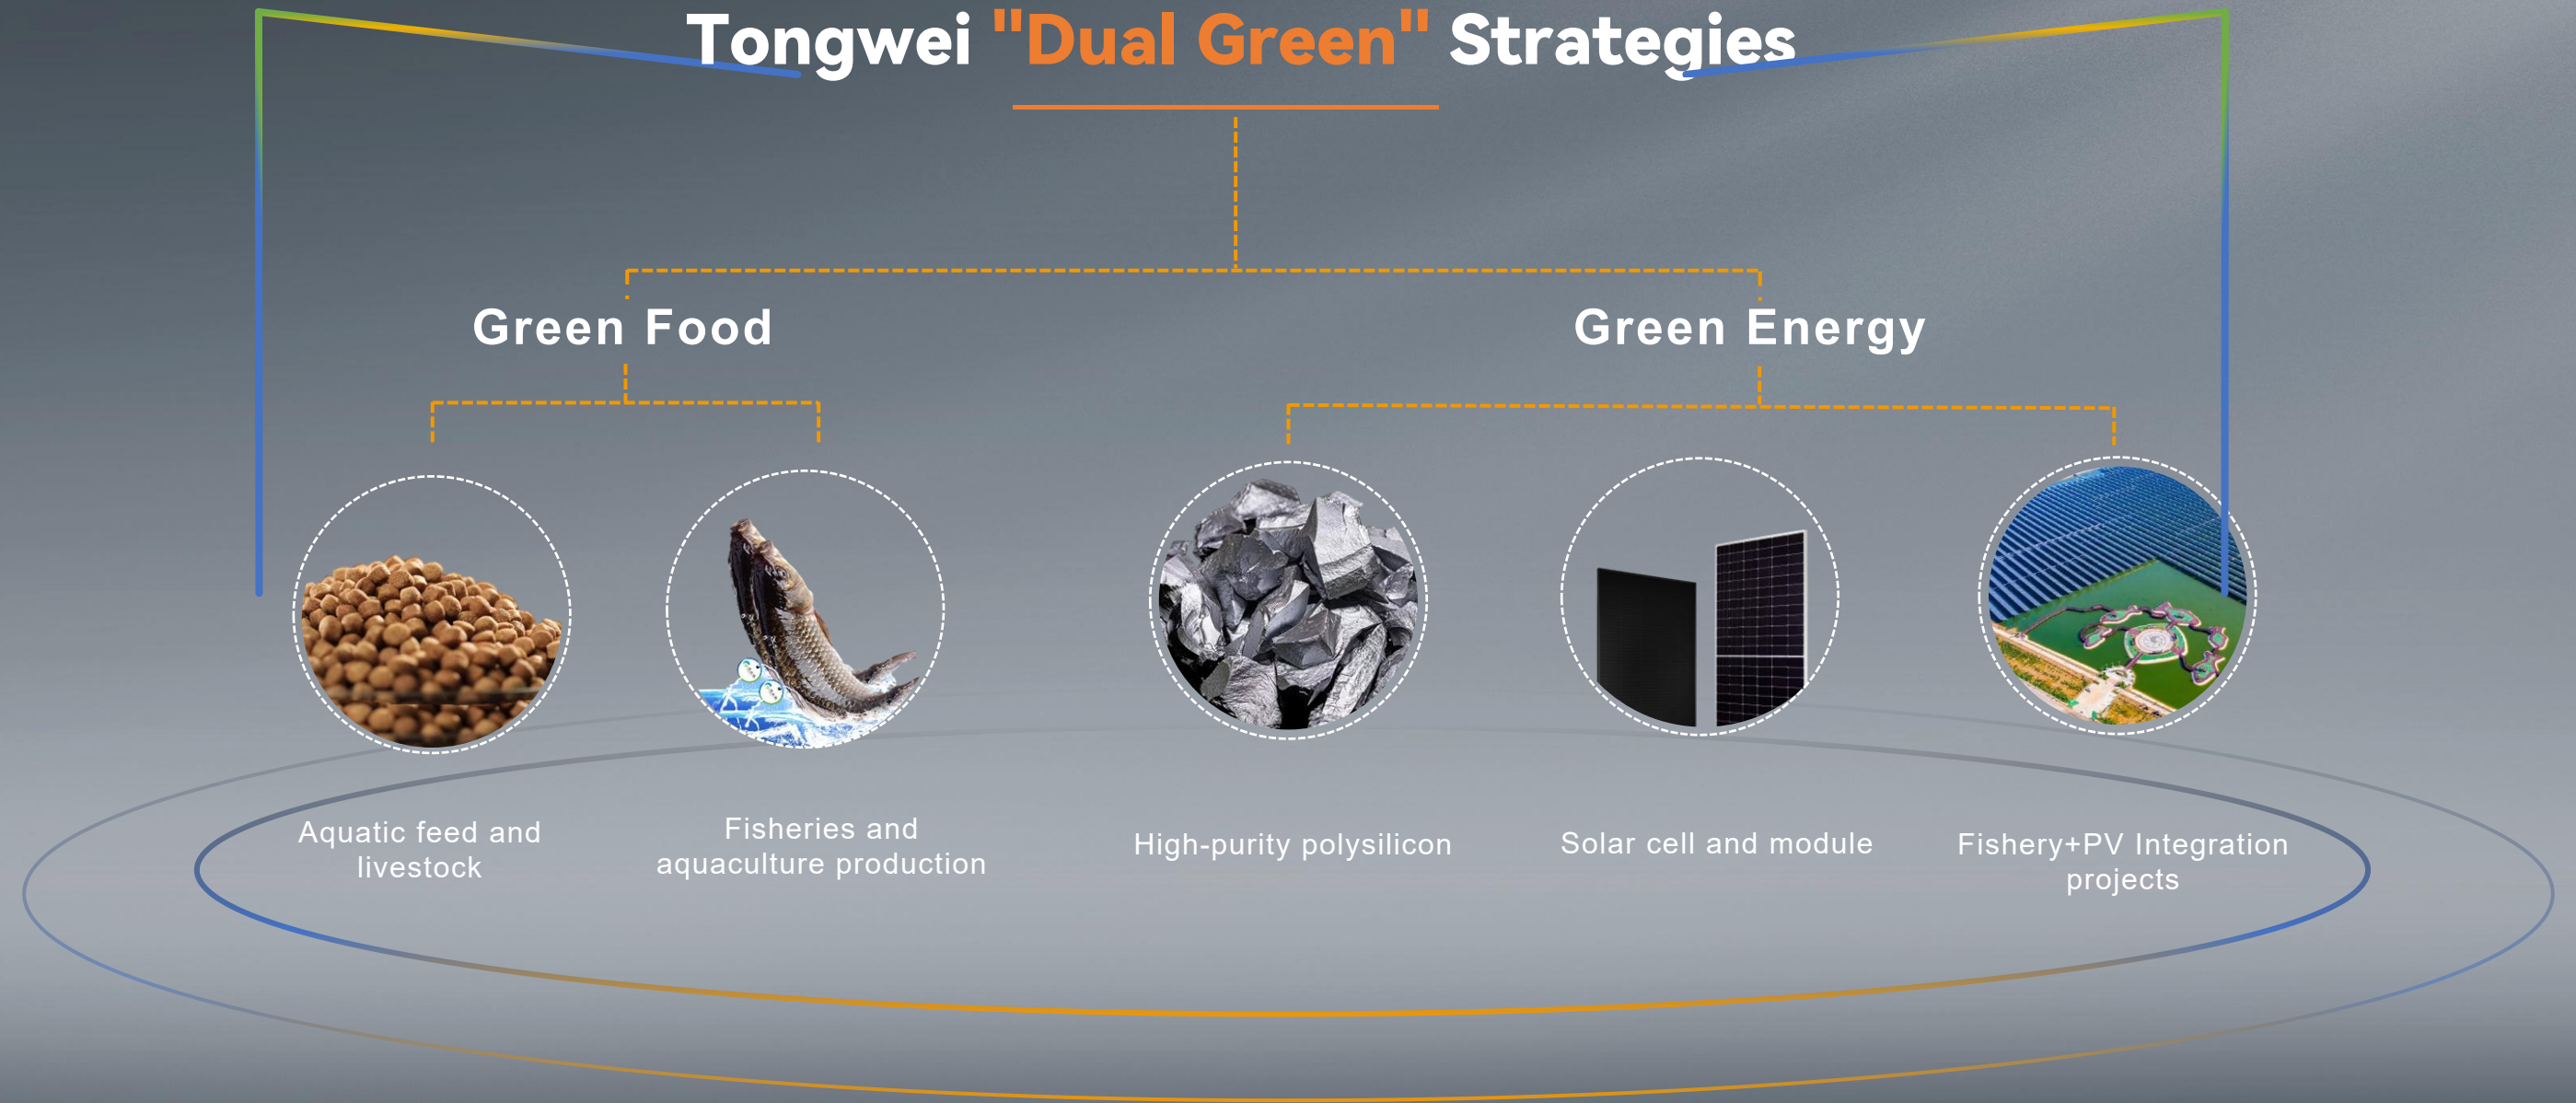 Tongwei "Dual Green" Strategies
Green Food
Green Energy
Aquatic feed and
livestock
Fisheries and
aquaculture production
High-purity polysilicon
Solar cell and module
Fishery+PV Integration
projects